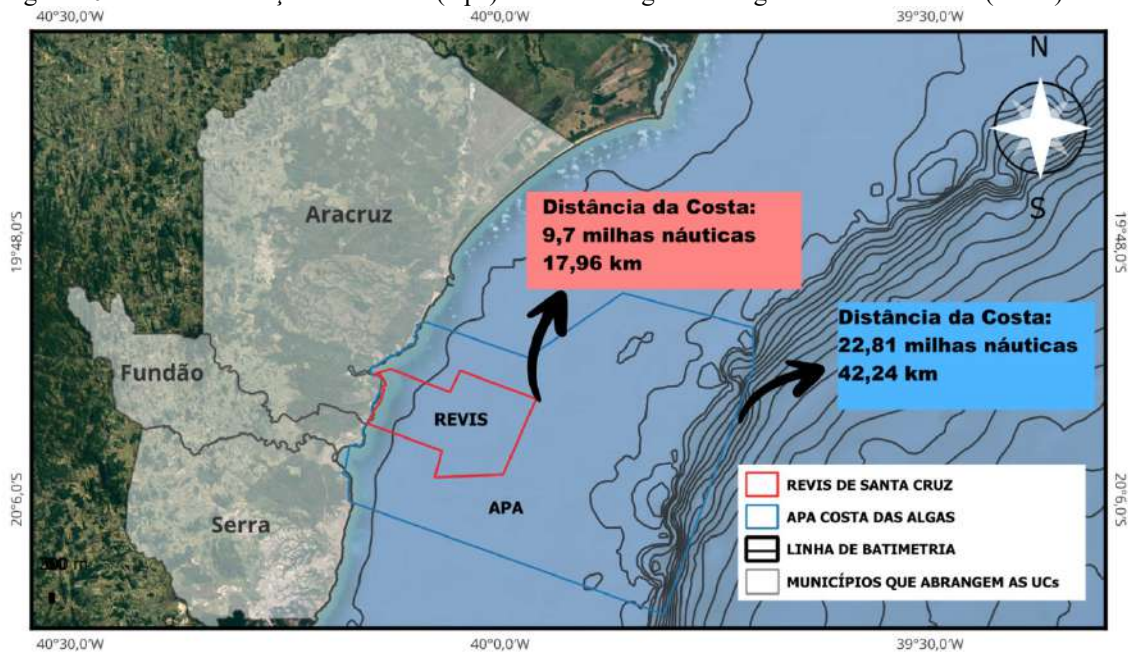 40°30,0'W 40°0,0'W 39°30,0'W
N
S
19°48,0'S
20°6,0'S
19°48,0'S
20°6,0'S
Aracruz
Fundão
Serra
Distância da Costa:
9,7 milhas náuticas
17,96 km
Distância da Costa:
22,81 milhas náuticas
42,24 km
REVIS
APA
REVIS DE SANTA CRUZ
APA COSTA DAS ALGAS
LINHA DE BATIMETRIA
MUNICÍPIOS QUE ABRANGEM AS UCs
40°30,0'W 40°0,0'W 39°30,0'W